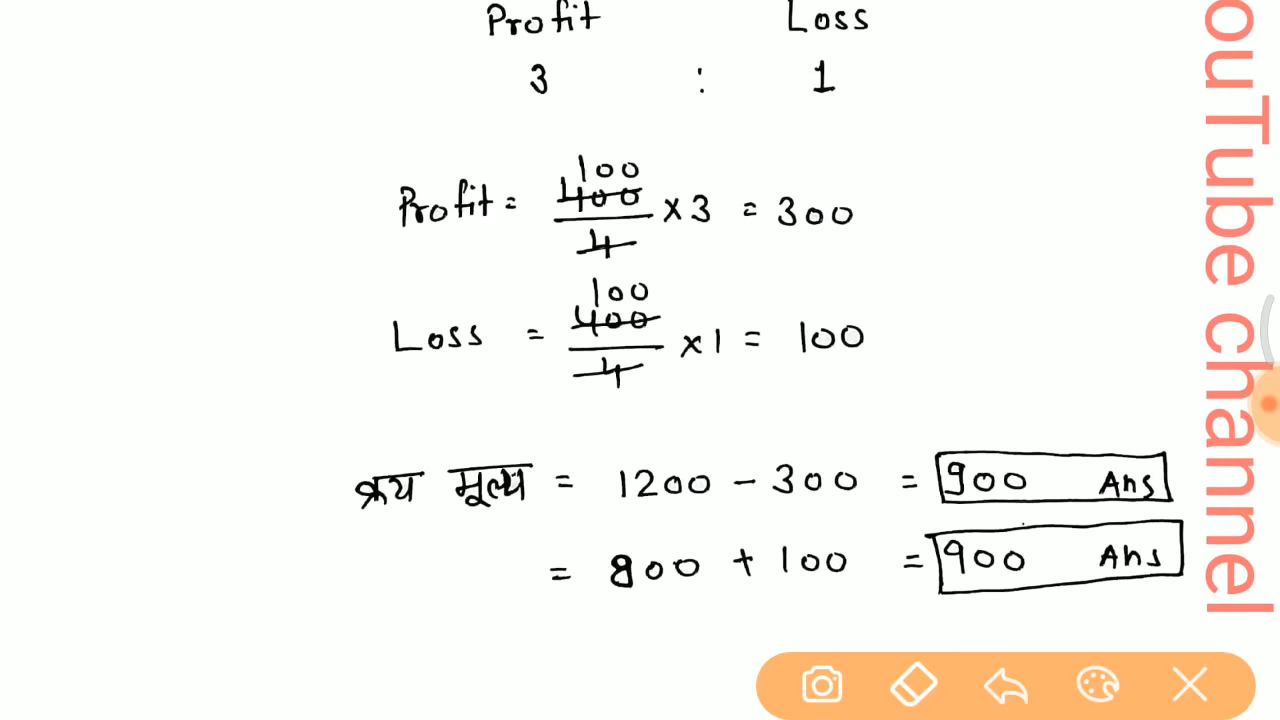 Profit Loss
3 : 1
Profit = 400/4 × 3 = 300
100
Loss = 400/4 × 1 = 100
100
क्रय मूल्य = 1200 - 300 = 900 Ans
= 800 + 100 = 900 Ans
ouTube channel